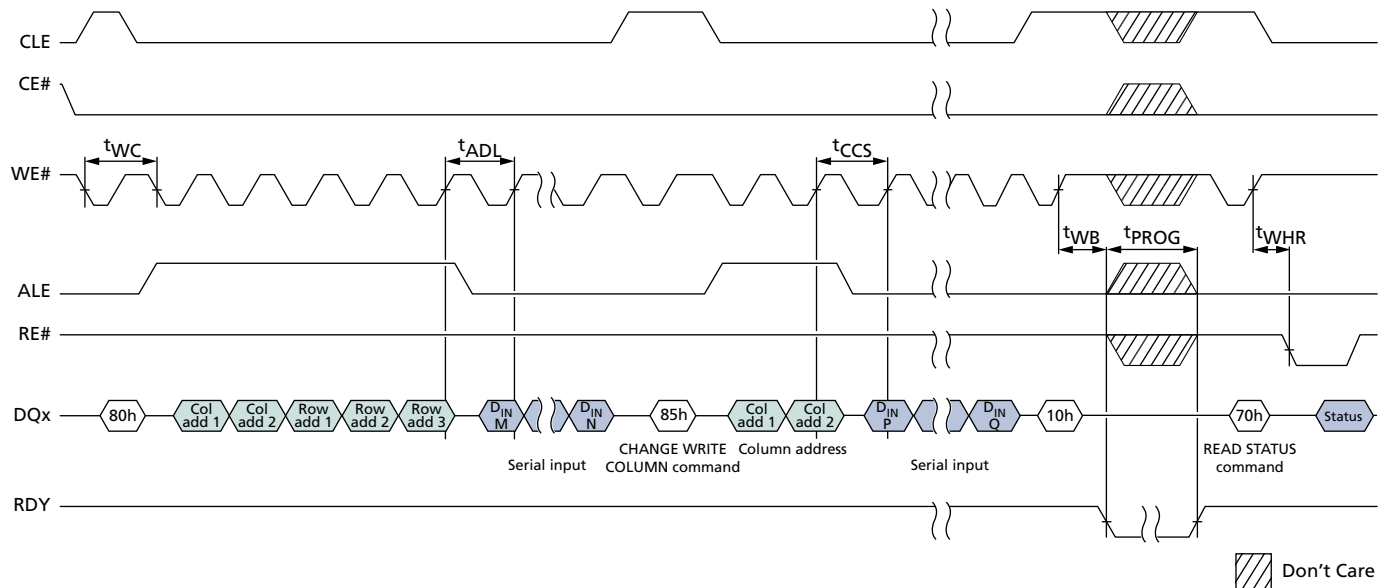 CLE
CE#
tWC
tADL
tCCS
WE#
tWB
tPROG
tWHR
ALE
RE#
DQx
80h
Col add 1
Col add 2
Row add 1
Row add 2
Row add 3
DIN M
DIN N
85h
Col add 1
Col add 2
DIN P
DIN Q
10h
70h
Status
Serial input
CHANGE WRITE
COLUMN command
Column address
Serial input
READ STATUS
command
RDY
Don't Care